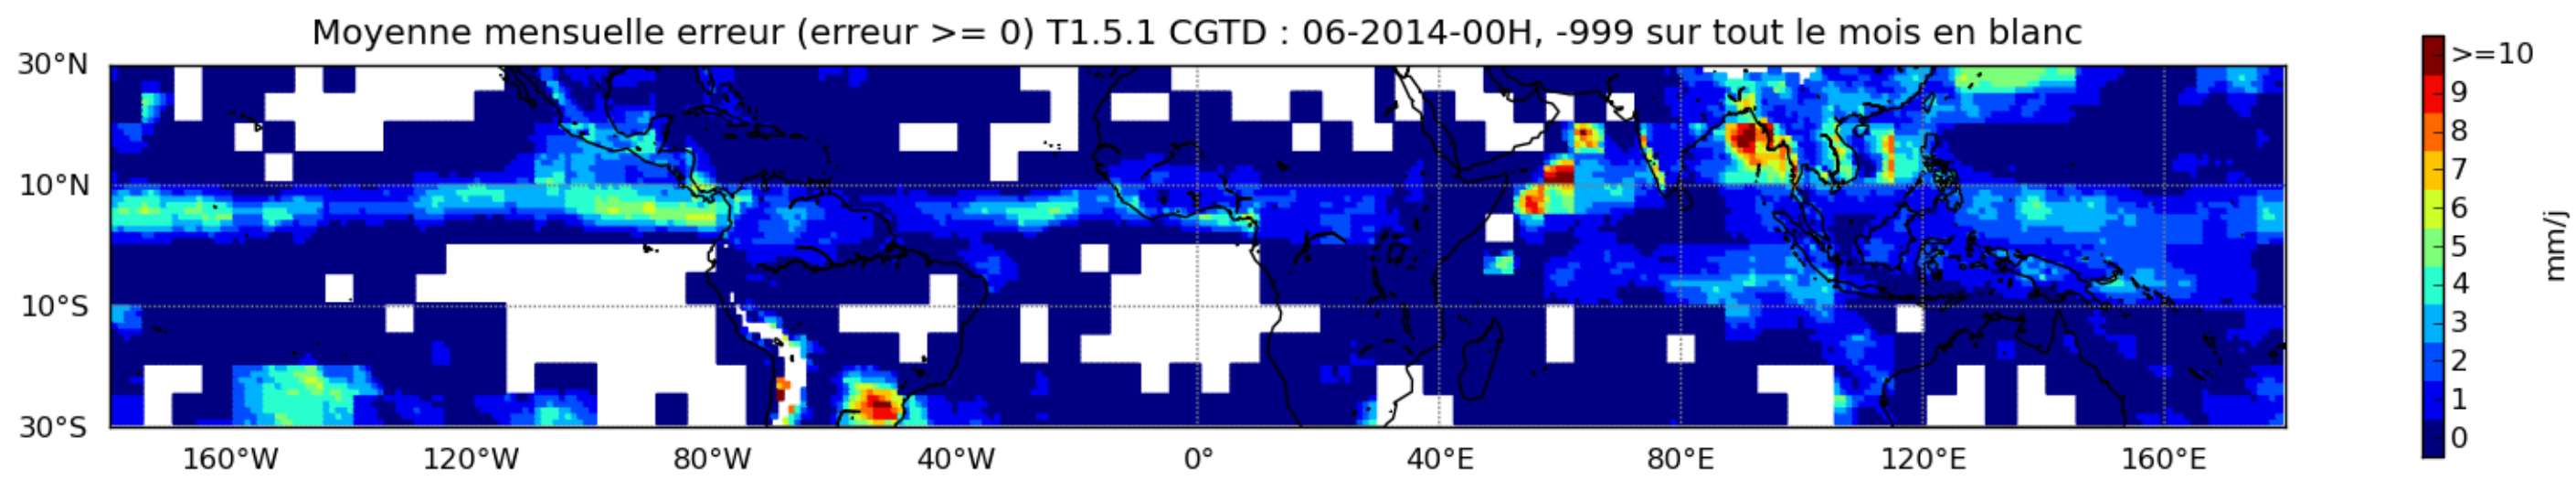 Moyenne mensuelle erreur (erreur >= 0) T1.5.1 CGTD : 06-2014-00H, -999 sur tout le mois en blanc
30°N
10°N
10°S
30°S
160°W 120°W 80°W 40°W 0° 40°E 80°E 120°E 160°E
>=10
9
8
7
6
5
4
3
2
1
0
mm/j